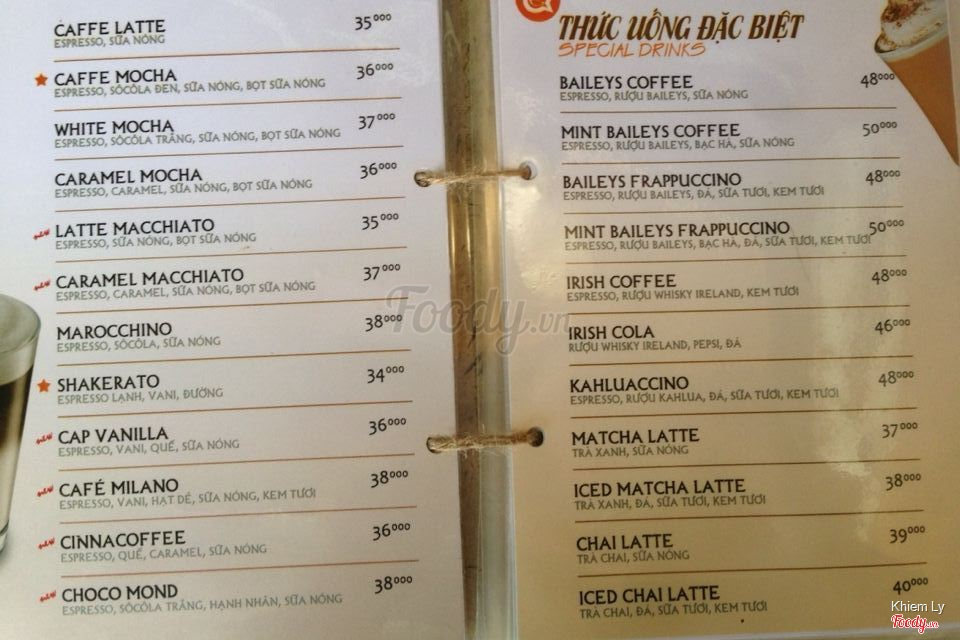 CAFFE LATTE 35000
ESPRESSO, SỮA NÓNG
CAFFE MOCHA 36000
ESPRESSO, SÔCÔLA ĐEN, SỮA NÓNG, BỌT SỮA NÓNG
WHITE MOCHA 37000
ESPRESSO, SÔCÔLA TRẮNG, SỮA NÓNG, BỌT SỮA NÓNG
CARAMEL MOCHA 36000
ESPRESSO, CARAMEL, SỮA NÓNG, BỌT SỮA NÓNG
new LATTE MACCHIATO 35000
ESPRESSO, SỮA NÓNG, BỌT SỮA NÓNG
new CARAMEL MACCHIATO 37000
ESPRESSO, CARAMEL, SỮA NÓNG, BỌT SỮA NÓNG
MAROCCHINO 38000
ESPRESSO, SÔCÔLA, SỮA NÓNG
SHAKERATO 34000
ESPRESSO LẠNH, VANI, ĐƯỜNG
new CAP VANILLA 36000
ESPRESSO, VANI, QUẾ, SỮA NÓNG
new CAFÉ MILANO 38000
ESPRESSO, VANI, HẠT DẺ, SỮA NÓNG, KEM TƯƠI
new CINNACOFFEE 36000
ESPRESSO, QUẾ, CARAMEL, SỮA NÓNG
new CHOCO MOND 38000
ESPRESSO, SÔCÔLA TRẮNG, HẠNH NHÂN, SỮA NÓNG
THỨC UỐNG ĐẶC BIỆT
SPECIAL DRINKS
BAILEYS COFFEE 48000
ESPRESSO, RƯỢU BAILEYS, SỮA NÓNG
MINT BAILEYS COFFEE 50000
ESPRESSO, RƯỢU BAILEYS, BẠC HÀ, SỮA NÓNG
BAILEYS FRAPPUCCINO 48000
ESPRESSO, RƯỢU BAILEYS, ĐÁ, SỮA TƯƠI, KEM TƯƠI
MINT BAILEYS FRAPPUCCINO 50000
ESPRESSO, RƯỢU BAILEYS, BẠC HÀ, ĐÁ, SỮA TƯƠI, KEM TƯƠI
IRISH COFFEE 48000
ESPRESSO, RƯỢU WHISKY IRELAND, KEM TƯƠI
IRISH COLA 46000
RƯỢU WHISKY IRELAND, PEPSI, ĐÁ
KAHLUACCINO 48000
ESPRESSO, RƯỢU KAHLUA, ĐÁ, SỮA TƯƠI, KEM TƯƠI
MATCHA LATTE 37000
TRÀ XANH, SỮA NÓNG
ICED MATCHA LATTE 38000
TRÀ XANH, ĐÁ, SỮA TƯƠI, KEM TƯƠI
CHAI LATTE 39000
TRÀ CHAI, SỮA NÓNG
ICED CHAI LATTE 40000
TRÀ CHAI, ĐÁ, SỮA TƯƠI, KEM TƯƠI
Foody.vn
Khiem Ly
Foody.vn